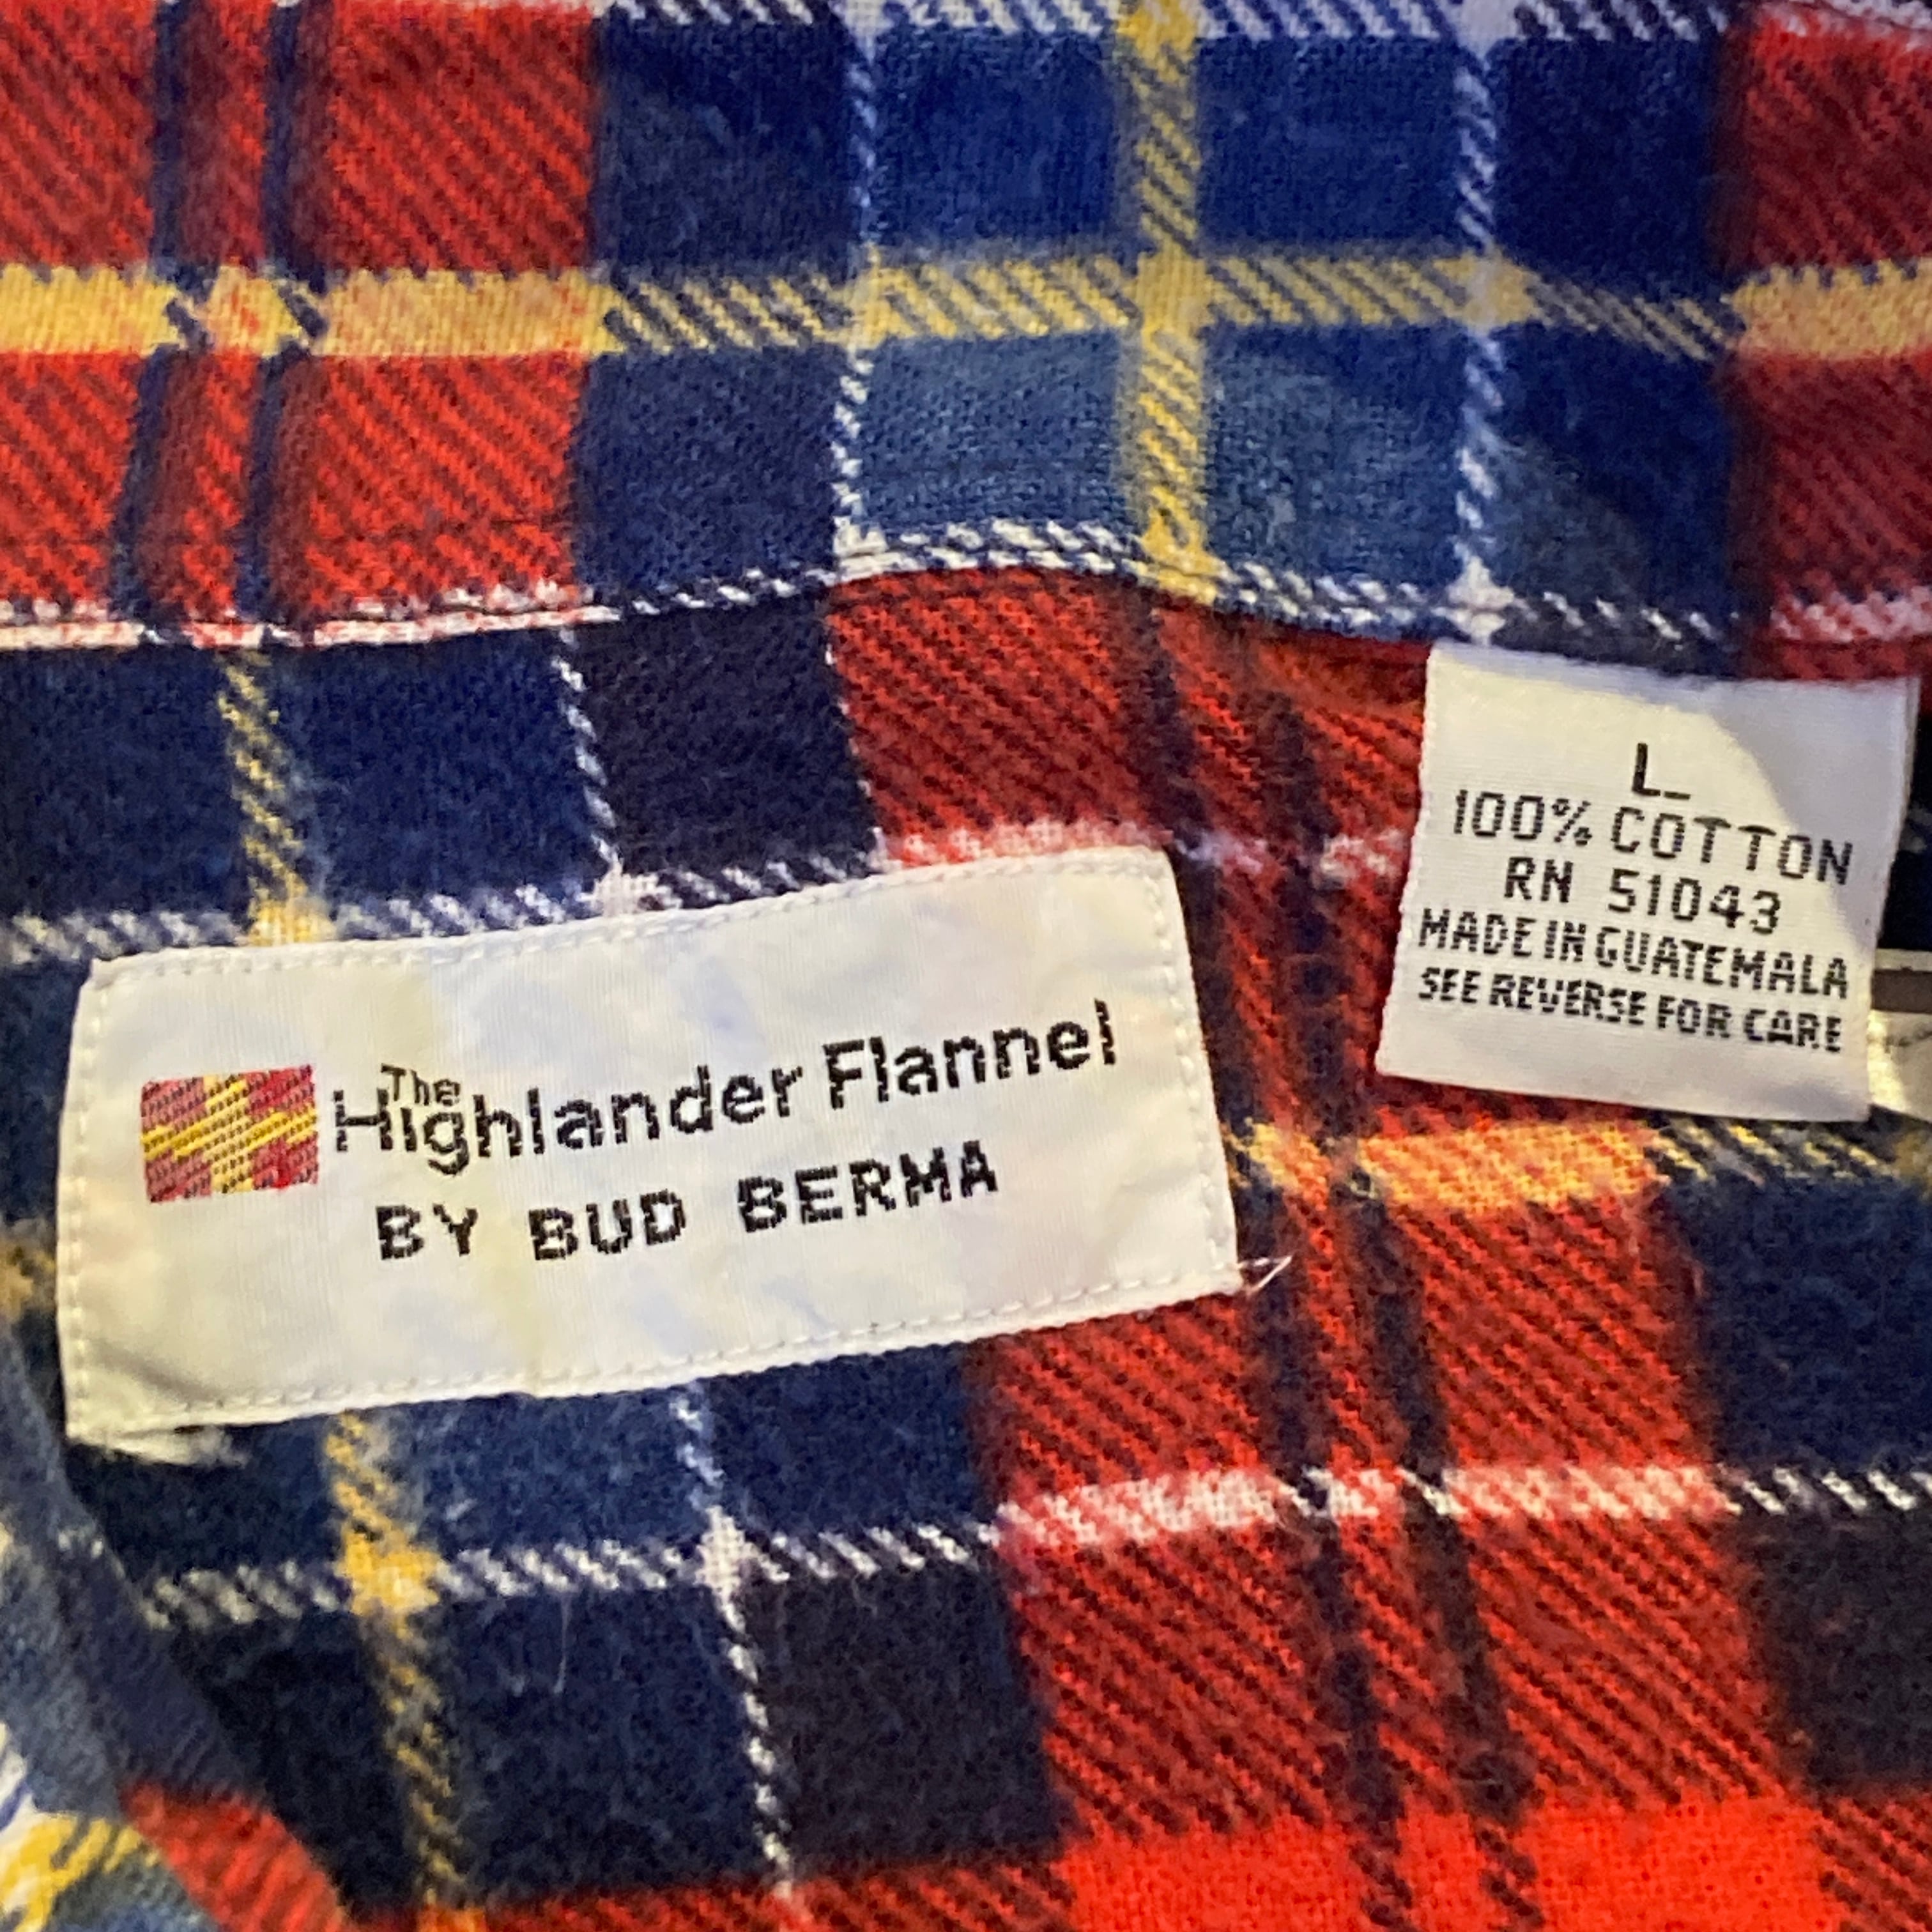 The
Highlander Flannel
BY BUD BERMA
L
100% COTTON
RN 51043
MADE IN GUATEMALA
SEE REVERSE FOR CARE